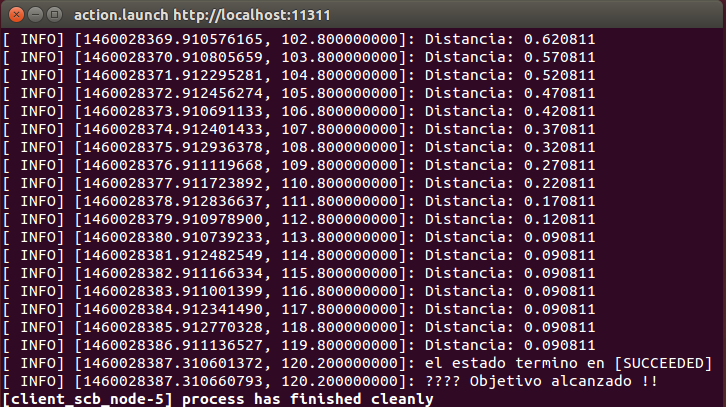 action.launch http://localhost:11311
[ INFO] [1460028369.910576165, 102.800000000]: Distancia: 0.620811
[ INFO] [1460028370.910805659, 103.800000000]: Distancia: 0.570811
[ INFO] [1460028371.912295281, 104.800000000]: Distancia: 0.520811
[ INFO] [1460028372.912456274, 105.800000000]: Distancia: 0.470811
[ INFO] [1460028373.910691133, 106.800000000]: Distancia: 0.420811
[ INFO] [1460028374.912401433, 107.800000000]: Distancia: 0.370811
[ INFO] [1460028375.912936378, 108.800000000]: Distancia: 0.320811
[ INFO] [1460028376.911119668, 109.800000000]: Distancia: 0.270811
[ INFO] [1460028377.911723892, 110.800000000]: Distancia: 0.220811
[ INFO] [1460028378.912836637, 111.800000000]: Distancia: 0.170811
[ INFO] [1460028379.910978900, 112.800000000]: Distancia: 0.120811
[ INFO] [1460028380.910739233, 113.800000000]: Distancia: 0.090811
[ INFO] [1460028381.912482549, 114.800000000]: Distancia: 0.090811
[ INFO] [1460028382.911166334, 115.800000000]: Distancia: 0.090811
[ INFO] [1460028383.911001399, 116.800000000]: Distancia: 0.090811
[ INFO] [1460028384.912341490, 117.800000000]: Distancia: 0.090811
[ INFO] [1460028385.912770328, 118.800000000]: Distancia: 0.090811
[ INFO] [1460028386.911136527, 119.800000000]: Distancia: 0.090811
[ INFO] [1460028387.310601372, 120.200000000]: el estado termino en [SUCCEEDED]
[ INFO] [1460028387.310660793, 120.200000000]: ???? Objetivo alcanzado !!
[client_scb_node-5] process has finished cleanly